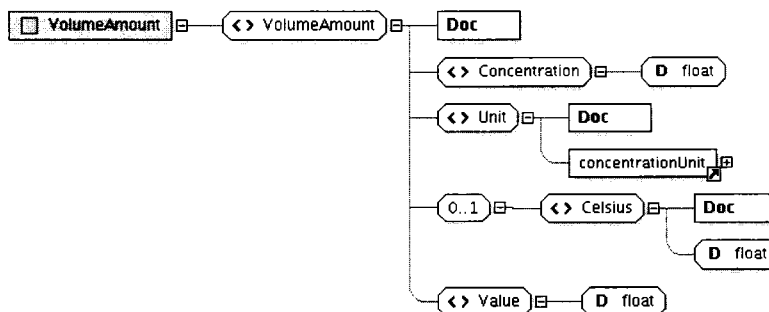 VolumeAmount <> VolumeAmount Doc
<> Concentration D float
<> Unit Doc
concentrationUnit
0..1 <> Celsius Doc
D float
<> Value D float